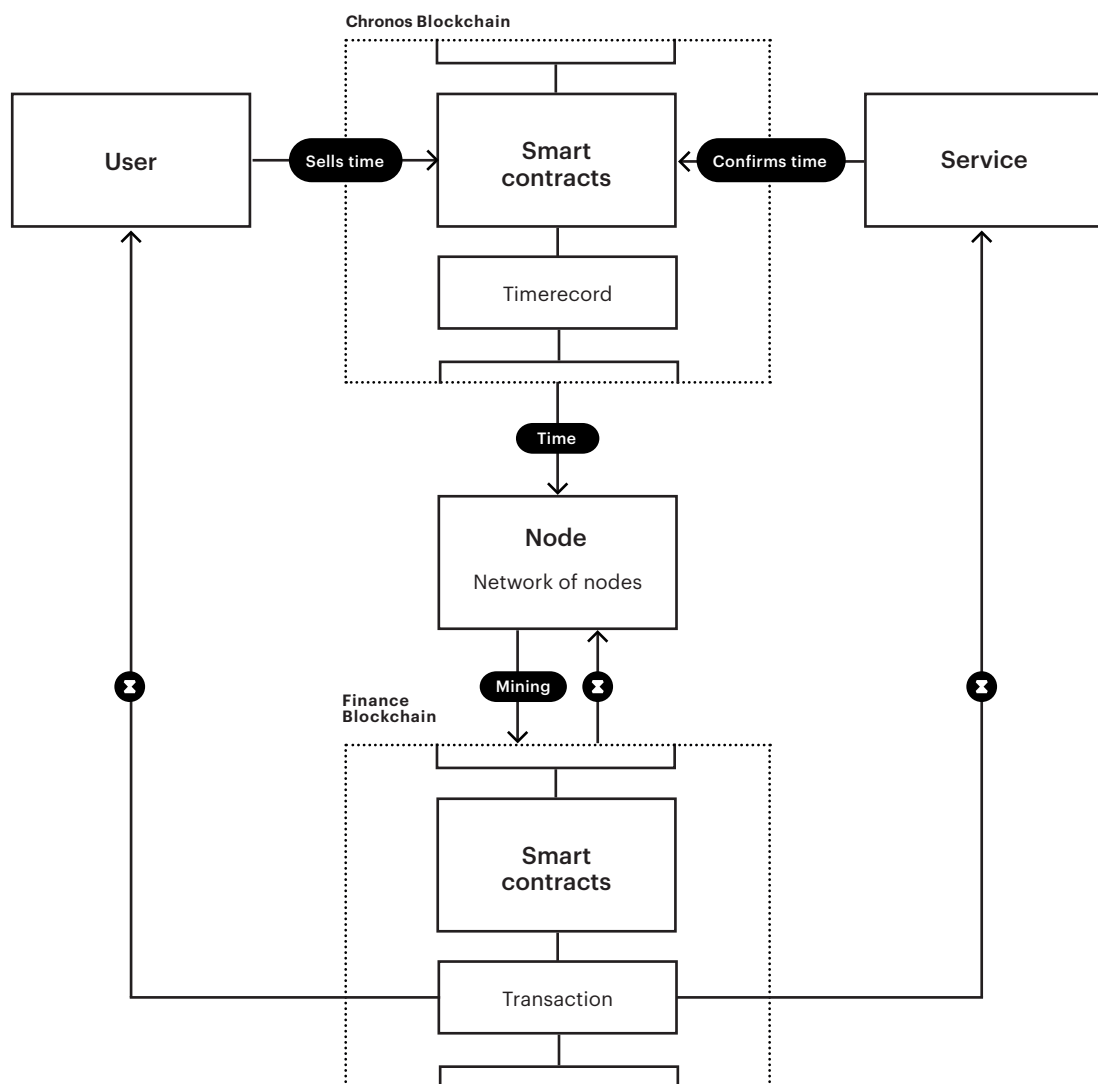 Chronos Blockchain
User
Sells time
Smart
contracts
Confirms time
Service
Timerecord
Time
Node
Network of nodes
Mining
Finance
Blockchain
Smart
contracts
Transaction